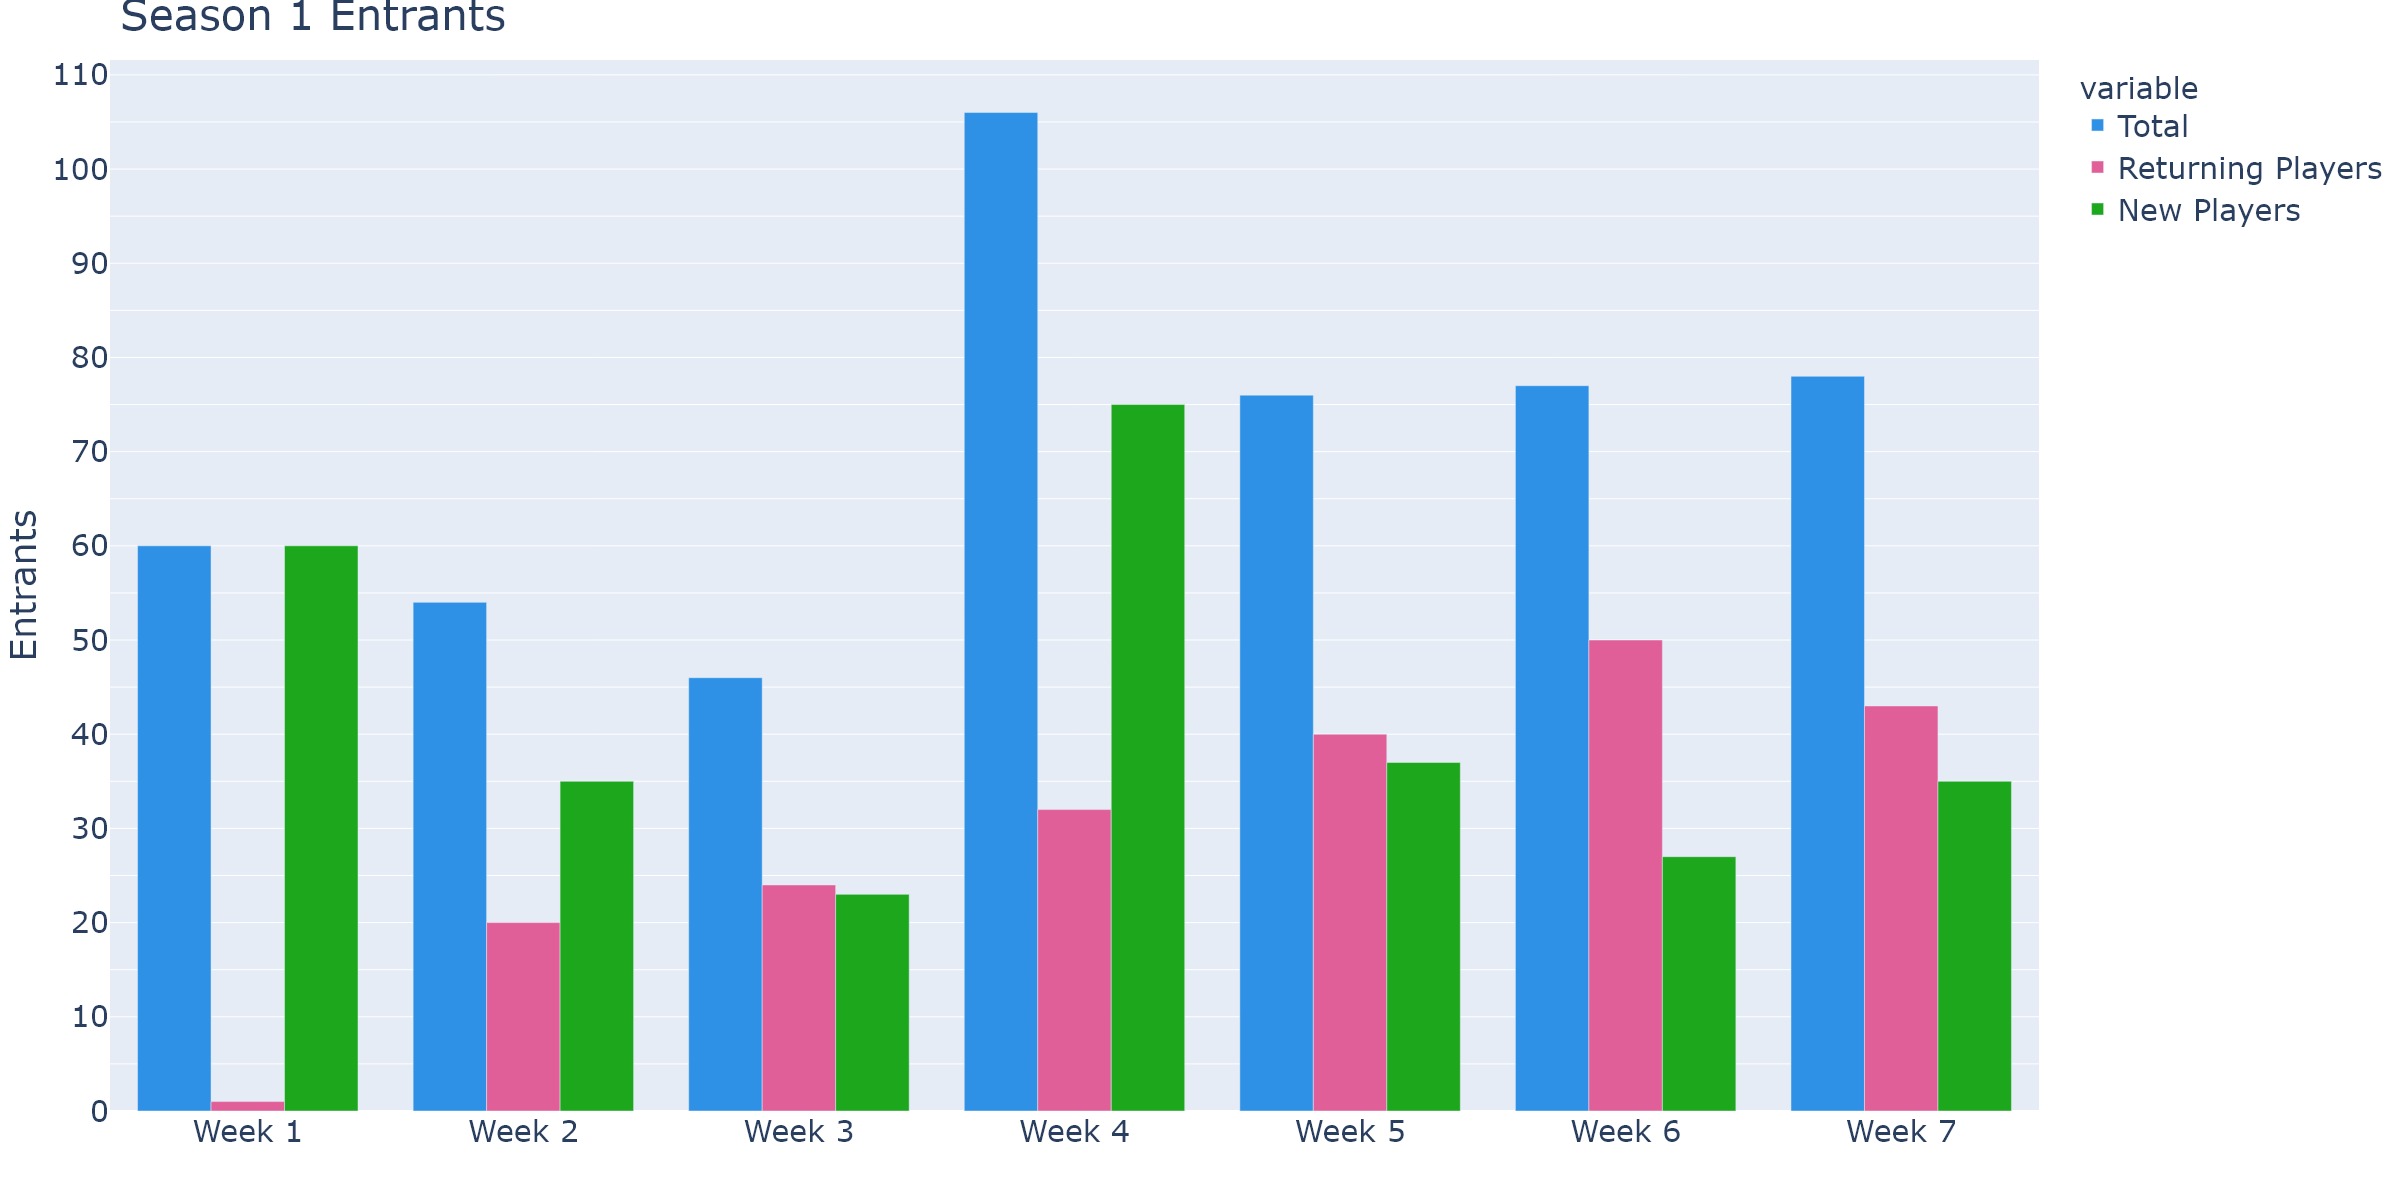 Season 1 Entrants
110
100
90
80
70
60
50
40
30
20
10
0
Entrants
Week 1
Week 2
Week 3
Week 4
Week 5
Week 6
Week 7
variable
Total
Returning Players
New Players